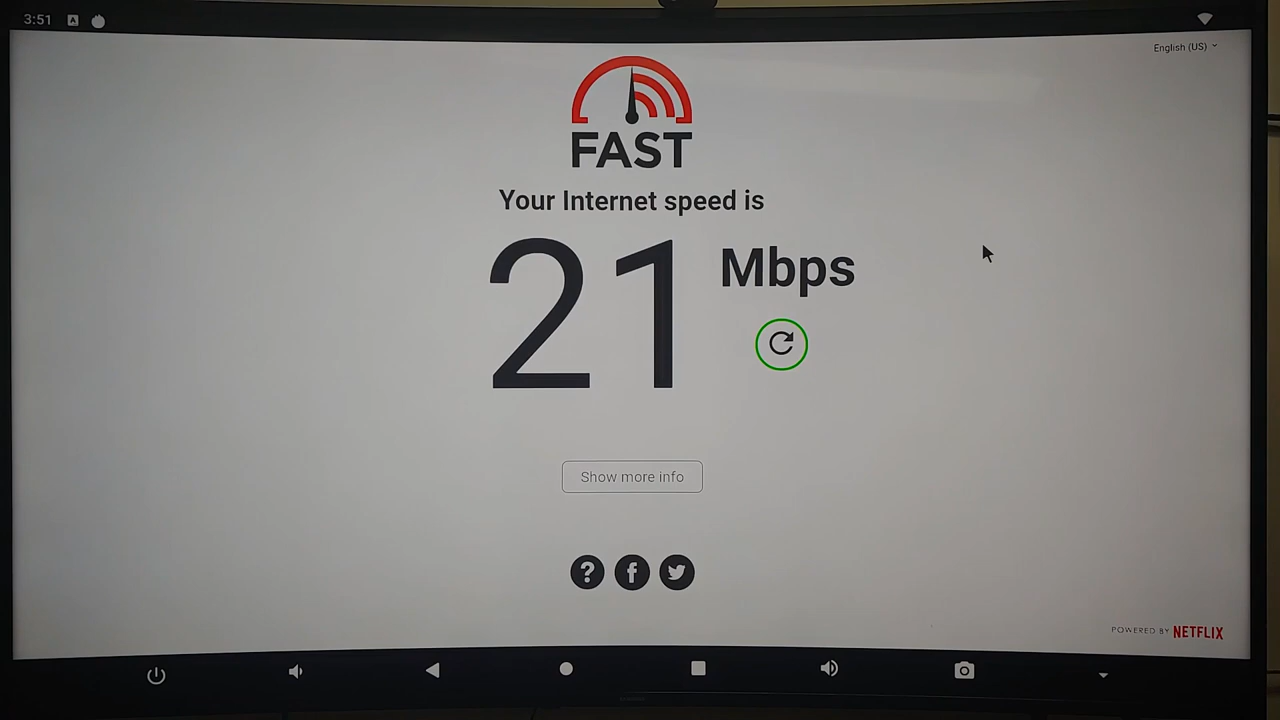 3:51
A
English (US)
FAST
Your Internet speed is
21 Mbps
Show more info
? f
POWERED BY NETFLIX